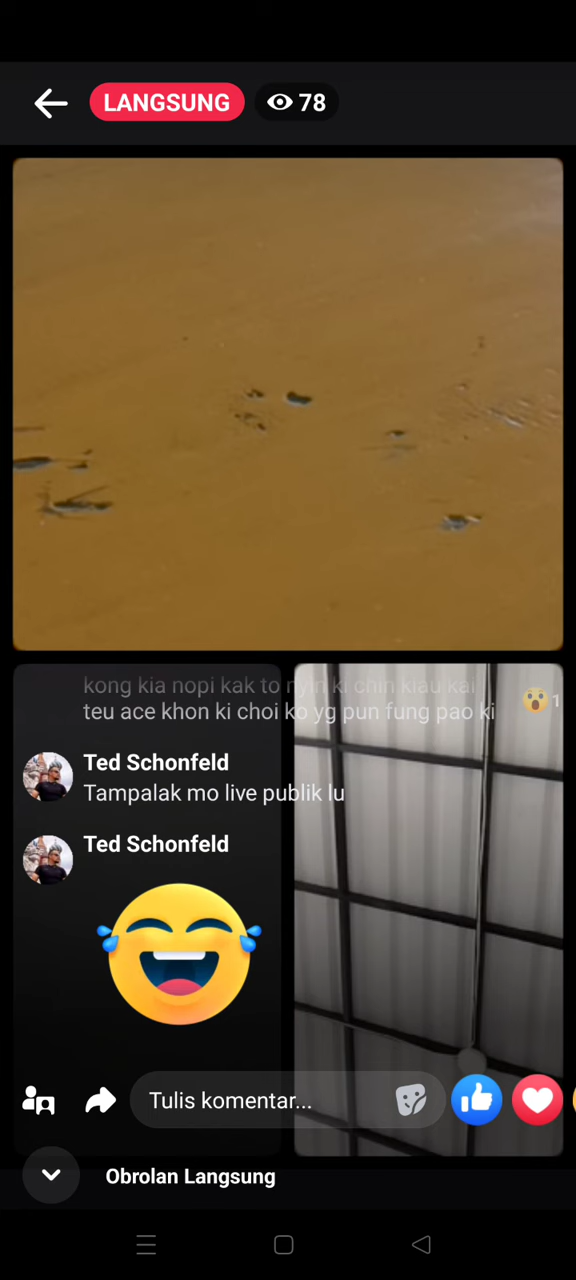 LANGSUNG
78
kong kia nopi kak to nyin ki chin kiau kai
teu ace khon ki choi ko yg pun fung pao ki
1
Ted Schonfeld
Tampalak mo live publik lu
Ted Schonfeld
Tulis komentar...
Obrolan Langsung